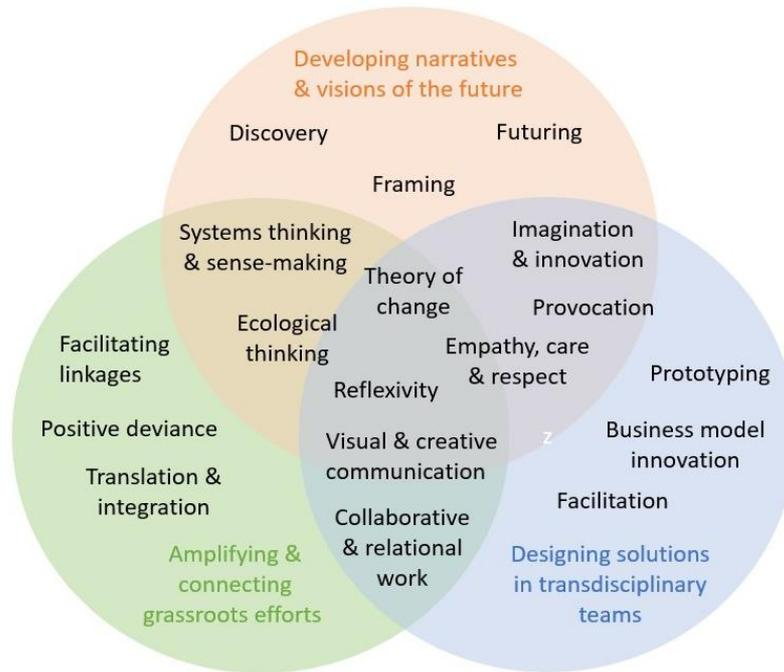 Developing narratives
& visions of the future
Discovery
Futuring
Framing
Systems thinking
& sense-making
Imagination
& innovation
Theory of
change
Provocation
Ecological
thinking
Empathy, care
& respect
Facilitating
linkages
Prototyping
Reflexivity
Positive deviance
Visual & creative
communication
z
Business model
innovation
Translation &
integration
Facilitation
Collaborative
& relational
work
Amplifying &
connecting
grassroots efforts
Designing solutions
in transdisciplinary
teams